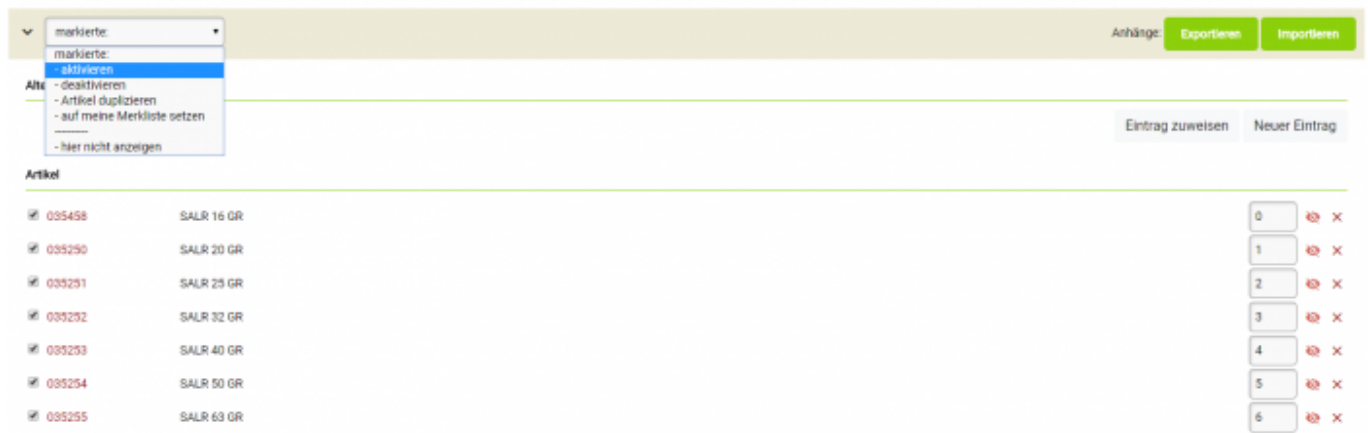 markierte:
Anhänge: Exportieren Importieren
markierte:
- aktivieren
- deaktivieren
- Artikel duplizieren
- auf meine Merkliste setzen
---------
- hier nicht anzeigen
Alte
Eintrag zuweisen Neuer Eintrag
Artikel
035458 SALR 16 GR 0
035250 SALR 20 GR 1
035251 SALR 25 GR 2
035252 SALR 32 GR 3
035253 SALR 40 GR 4
035254 SALR 50 GR 5
035255 SALR 63 GR 6